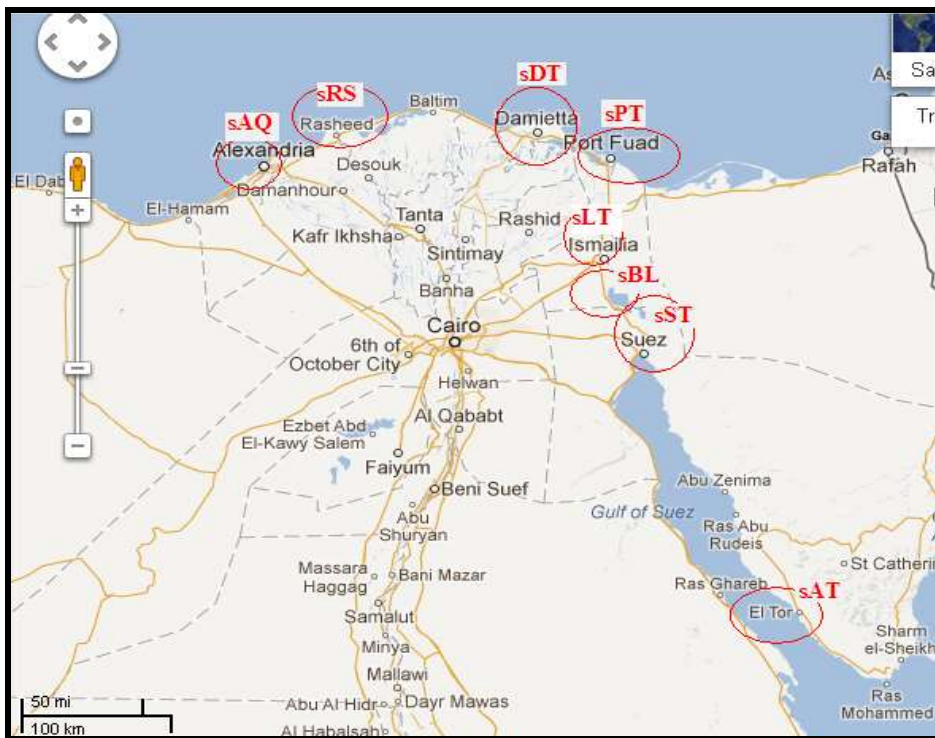 sDT
As
Sa
sRS
Baltim
sPT
Tr
Rasheed
Damietta
sAQ
Alexandria
Port Fuad
Ga
Rafah
Desouk
El Dab
Damanhour
El-Hamam
Tanta
Rashid
sLT
Kafr Ikhsha
Sintimay
Ismailia
sBL
Banha
sST
Cairo
Suez
6th of
October City
Helwan
Al Qababt
Ezbet Abd
El-Kawy Salem
Faiyum
Beni Suef
Abu Zenima
Abu
Shuryan
Gulf of Suez
Ras Abu
Rudeis
Massara
Haggag
Bani Mazar
St Catheri
Ras Ghareb
sAT
Samalut
El Tor
Minya
Sharm
el-Sheikh
Mallawi
50 mi
Abu Al Hidr
Dayr Mawas
Ras
Mohammed
100 km
Al Habalsah